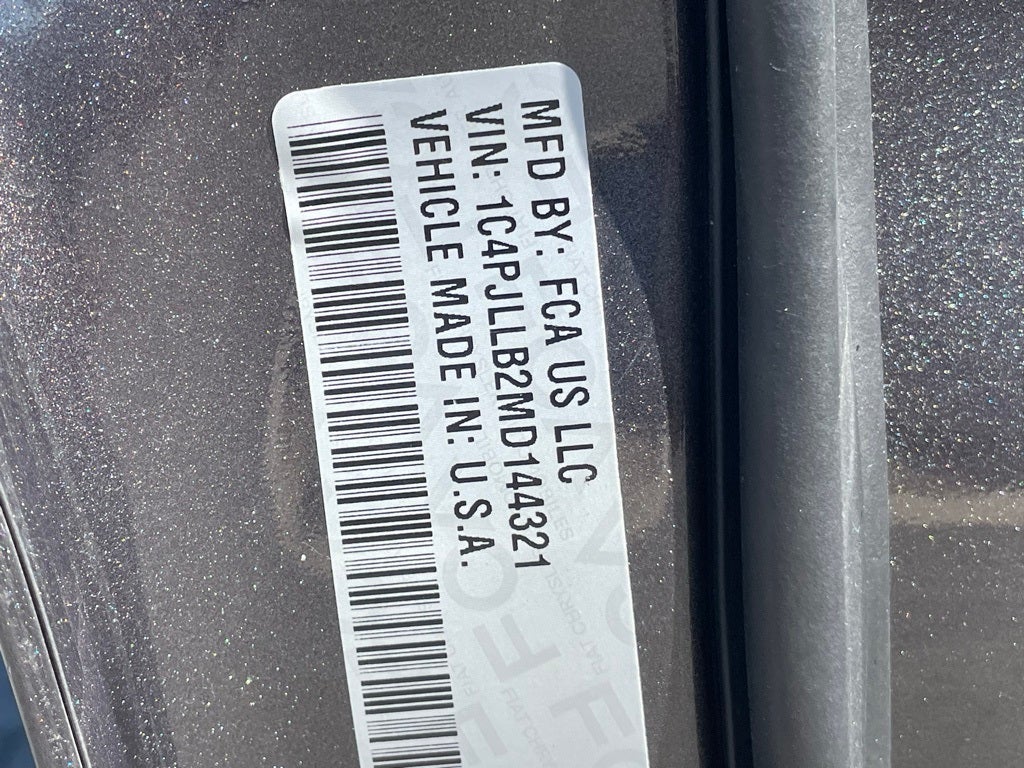 MFD BY: FCA US LLC
VIN: 1C4PJLLB2MD144321
VEHICLE MADE IN: U.S.A.